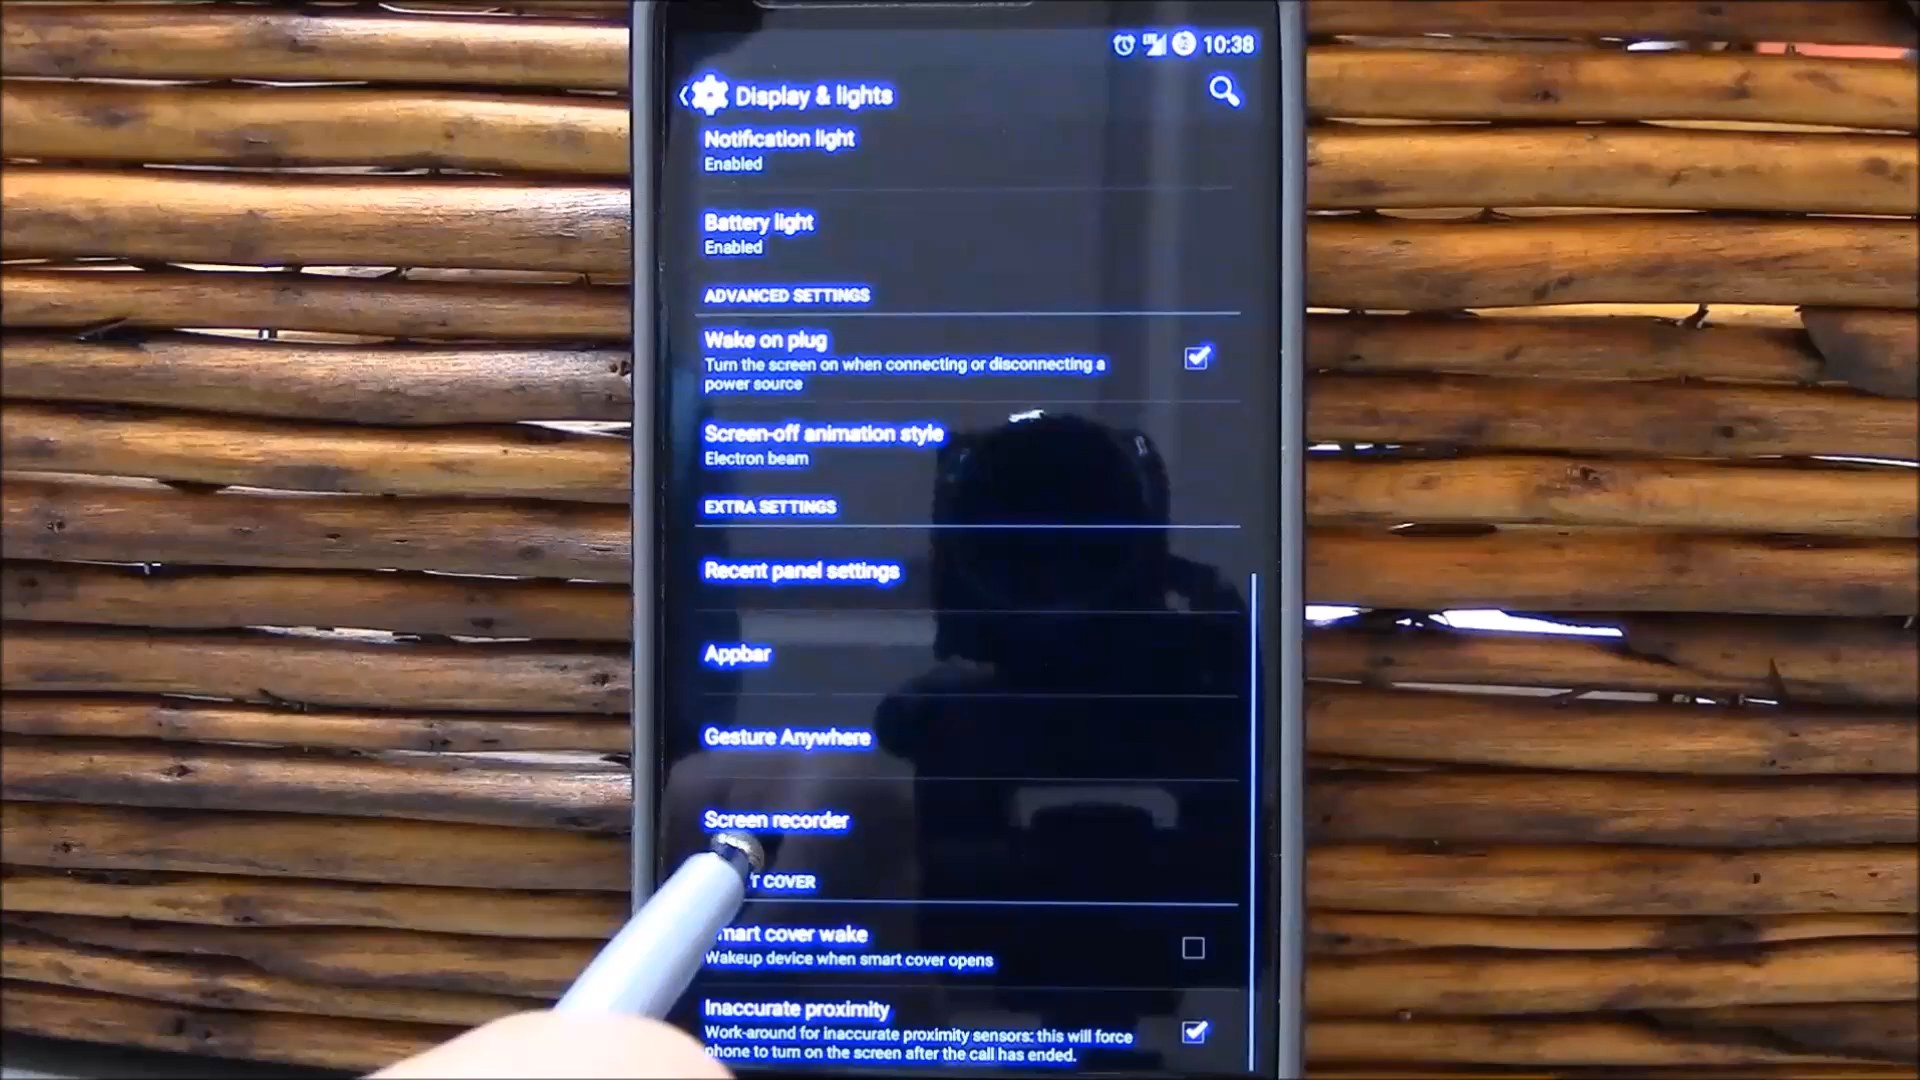 10:38
Display & lights
Notification light
Enabled
Battery light
Enabled
ADVANCED SETTINGS
Wake on plug
Turn the screen on when connecting or disconnecting a
power source
Screen-off animation style
Electron beam
EXTRA SETTINGS
Recent panel settings
Appbar
Gesture Anywhere
Screen recorder
T COVER
mart cover wake
Wakeup device when smart cover opens
Inaccurate proximity
Work-around for inaccurate proximity sensors: this will force
phone to turn on the screen after the call has ended.